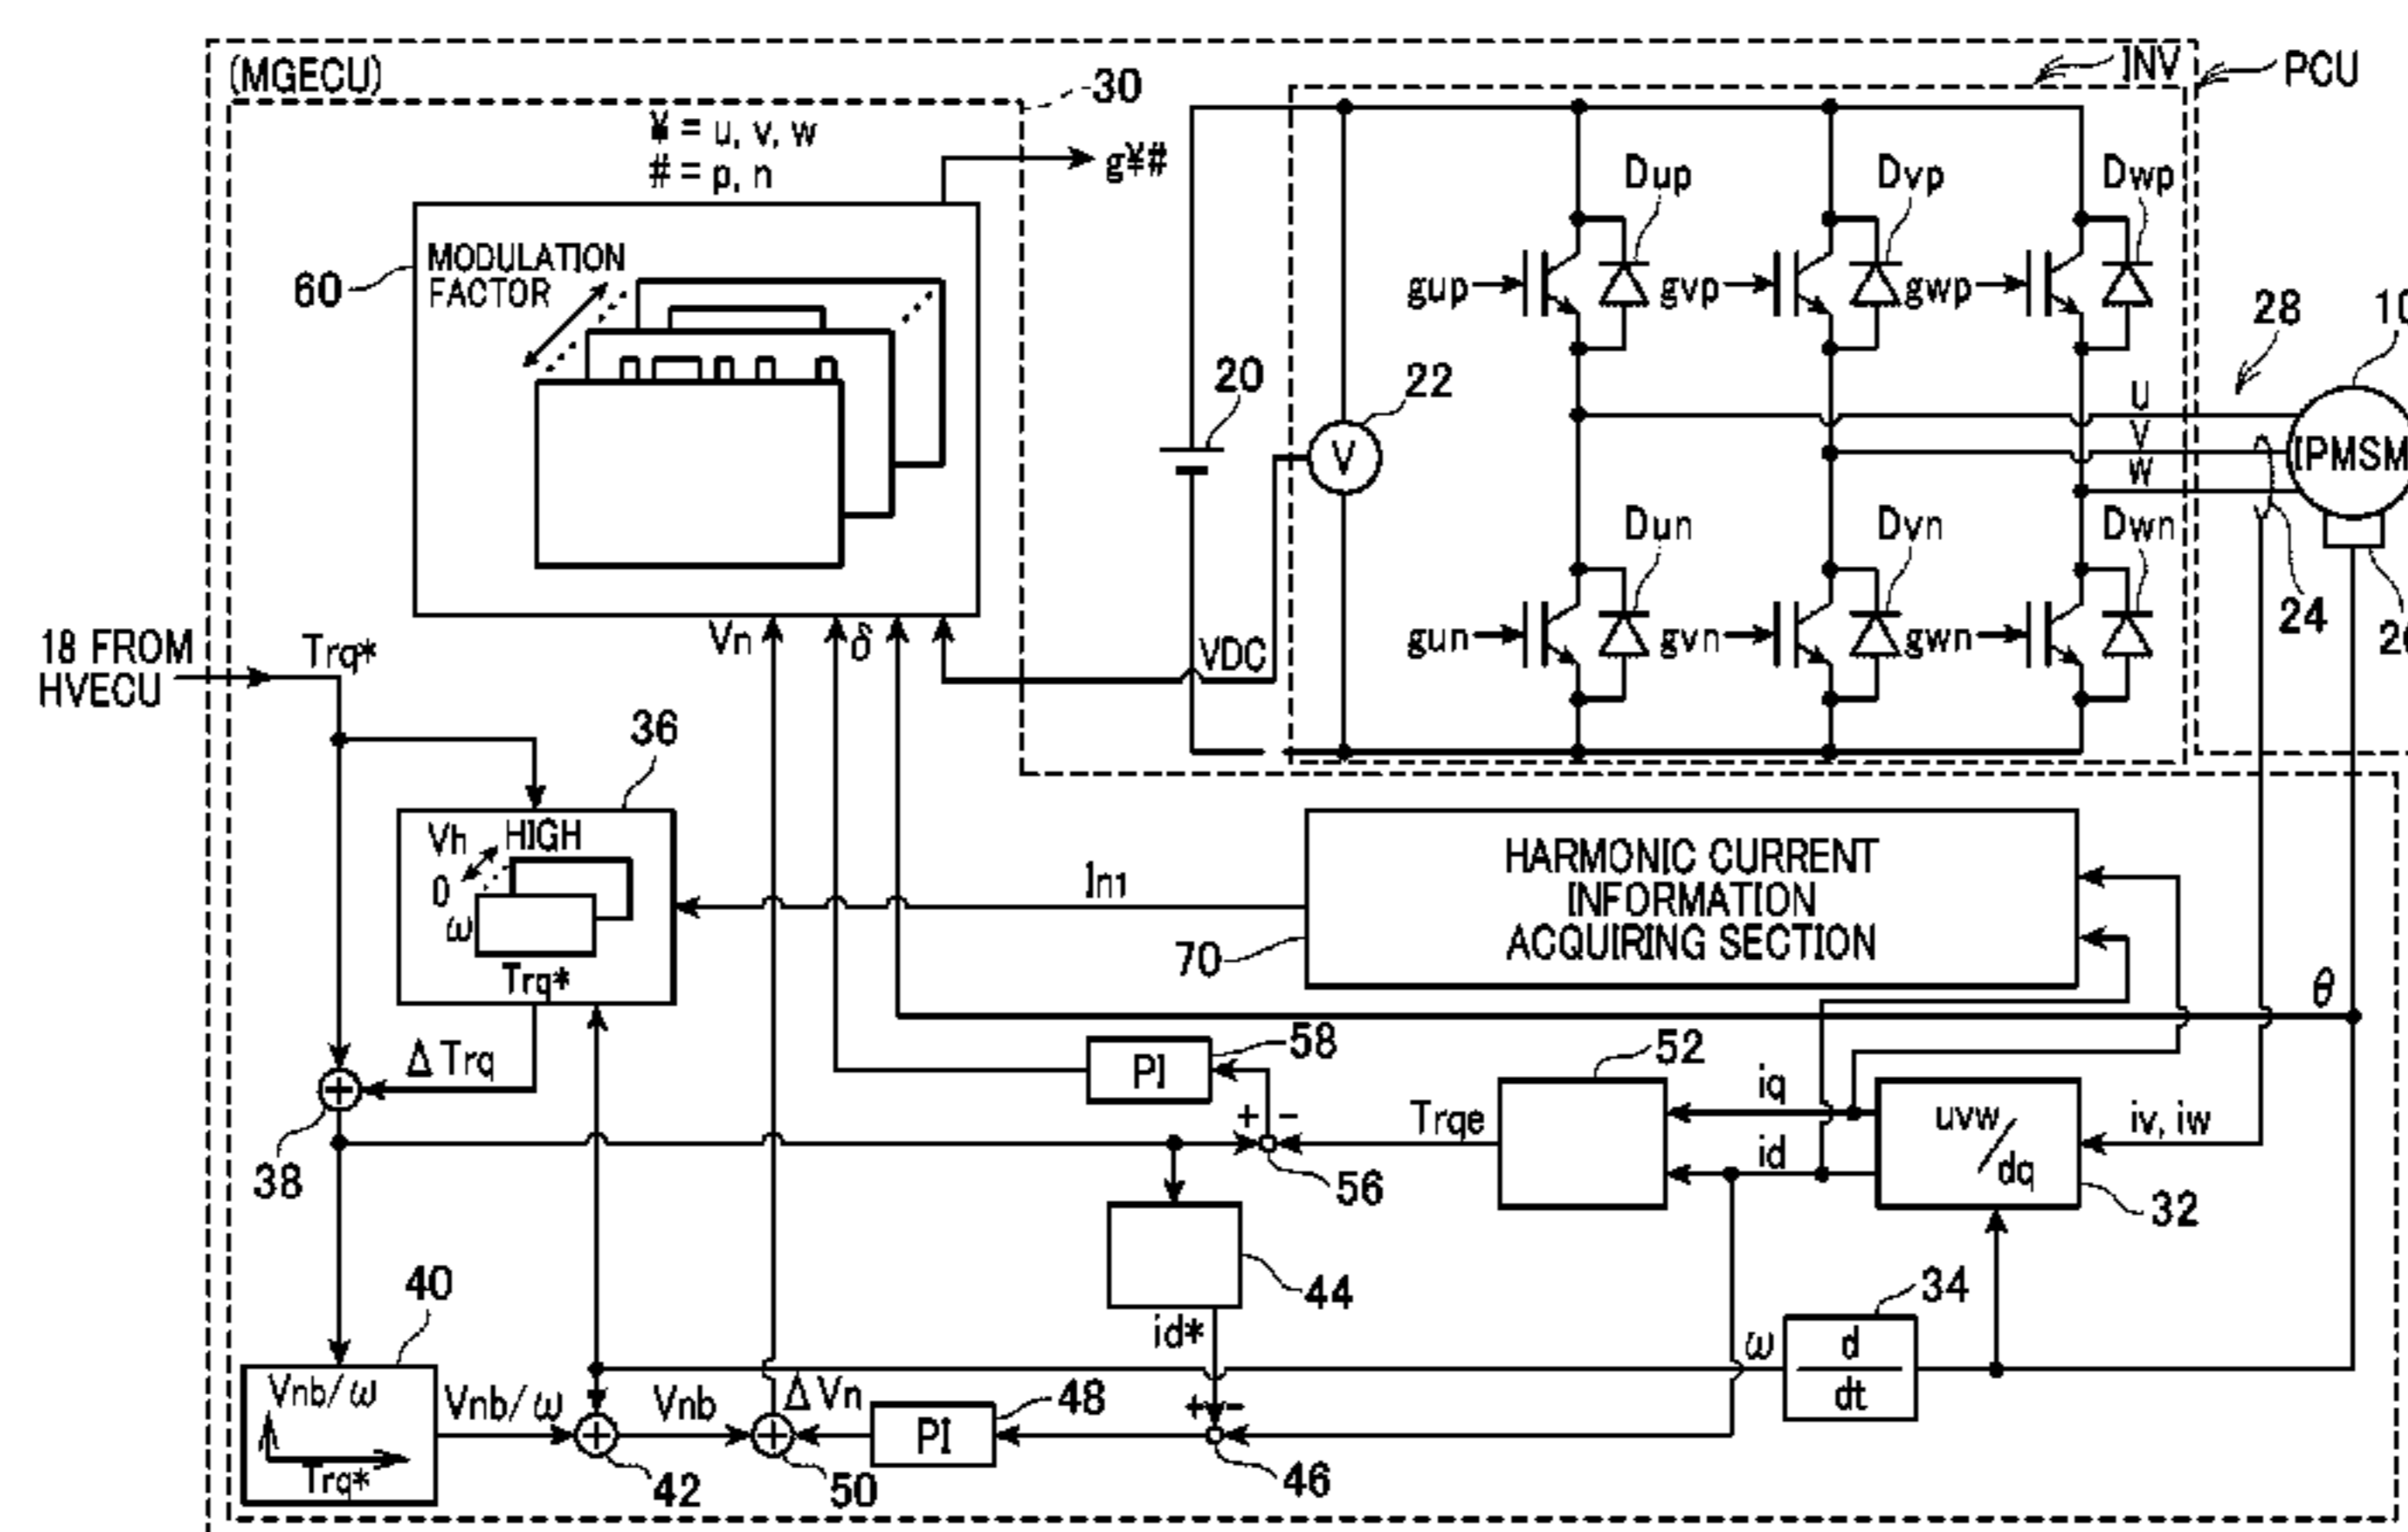 (MGECU)
30
INV
PCU
¥ = u, v, w
# = p, n
g¥#
60
MODULATION
FACTOR
20
22
V
VDC
Dup
Dvp
Dwp
gup
gvp
gwp
28
u
v
w
IPMSM
Dun
Dvn
Dwn
gun
gvn
gwn
24
18 FROM
HVECU
Trq*
Vn
δ
36
Vh HIGH
0
ω
Trq*
In1
HARMONIC CURRENT
INFORMATION
ACQUIRING SECTION
70
θ
ΔTrq
38
PI
58
+ -
56
Trqe
52
iq
id
uvw/dq
iv, iw
32
44
id*
34
d
dt
ω
40
Vnb/ω
Trq*
Vnb/ω
42
Vnb
50
ΔVn
PI
48
+ -
46